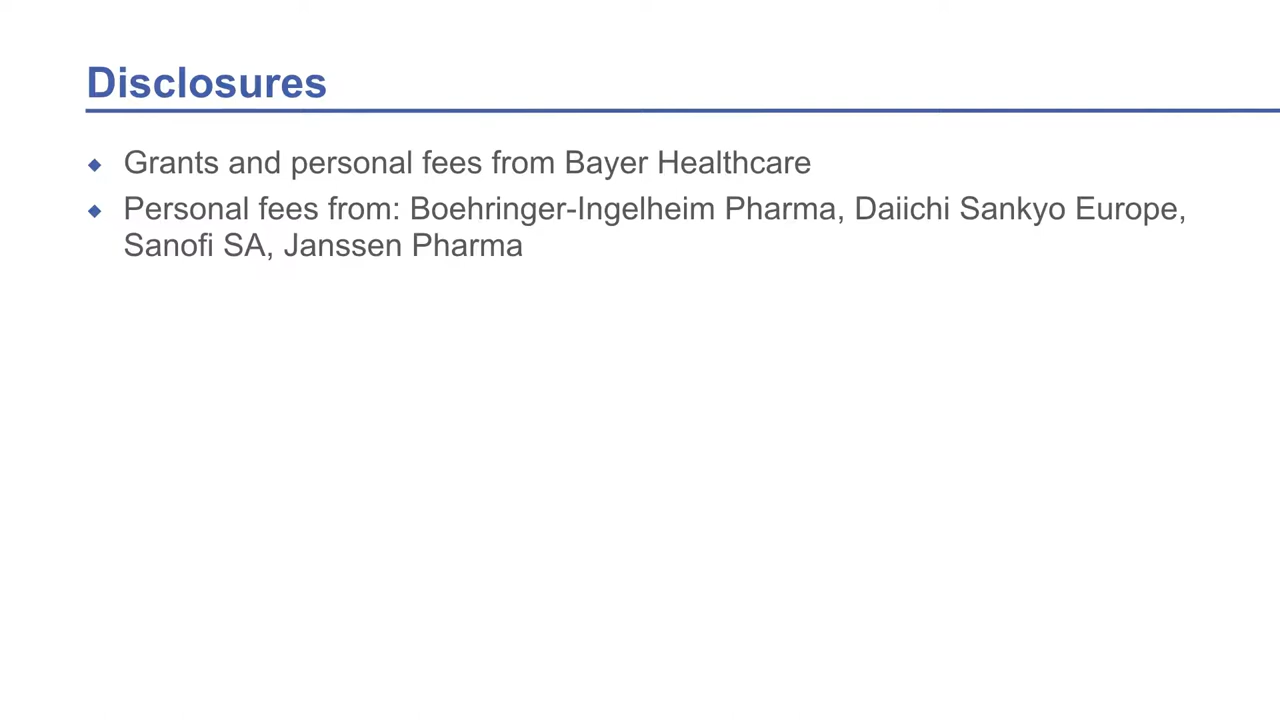 Disclosures
Grants and personal fees from Bayer Healthcare
Personal fees from: Boehringer-Ingelheim Pharma, Daiichi Sankyo Europe,
Sanofi SA, Janssen Pharma